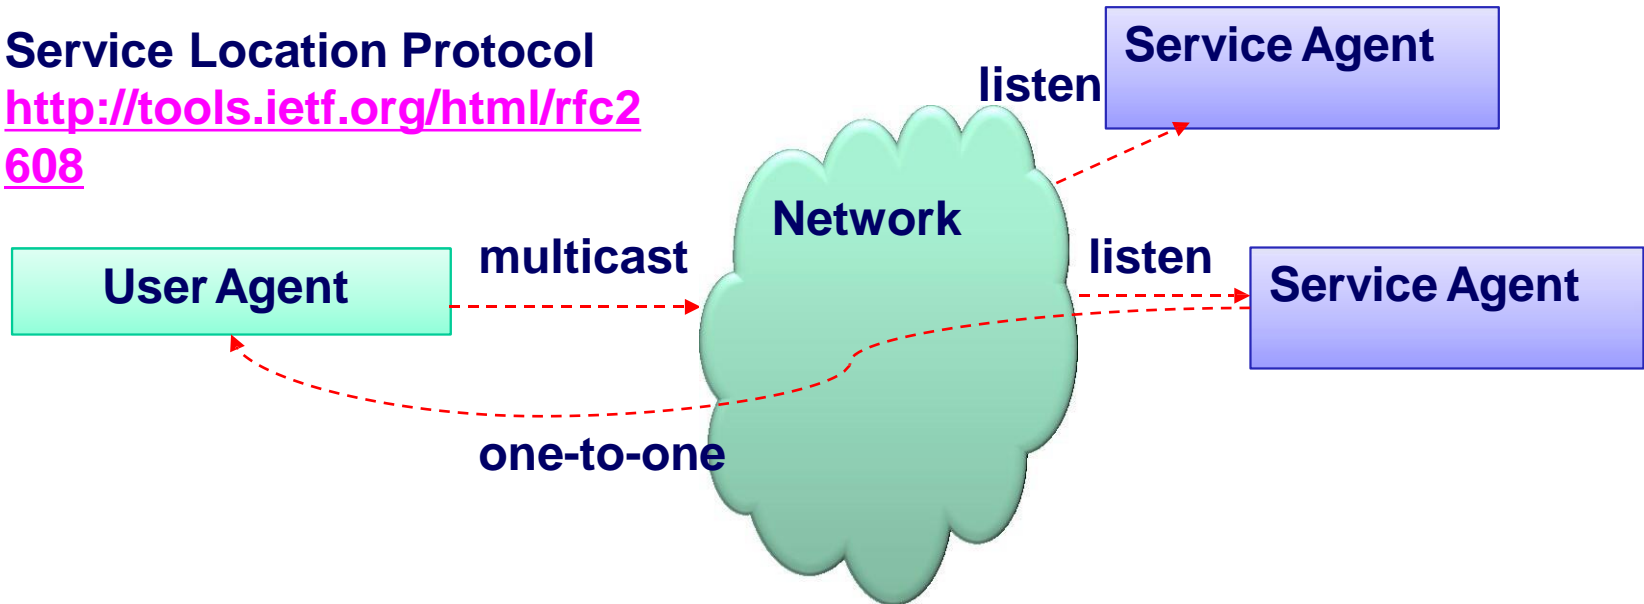 Service Location Protocol
http://tools.ietf.org/html/rfc2
608
Service Agent
listen
Network
multicast
listen
User Agent
Service Agent
one-to-one